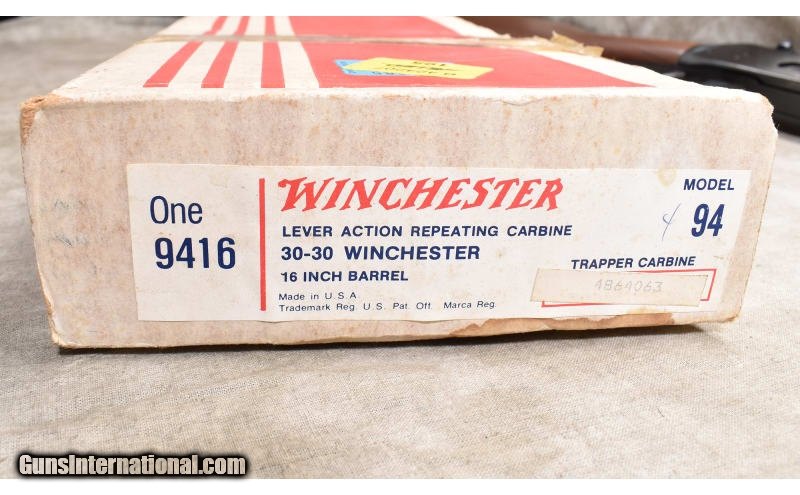 One
9416
WINCHESTER
LEVER ACTION REPEATING CARBINE
30-30 WINCHESTER
16 INCH BARREL
Made in U.S.A.
Trademark Reg. U.S. Pat. Off. Marca Reg.
MODEL
94
TRAPPER CARBINE
4864063
GunsInternational.com